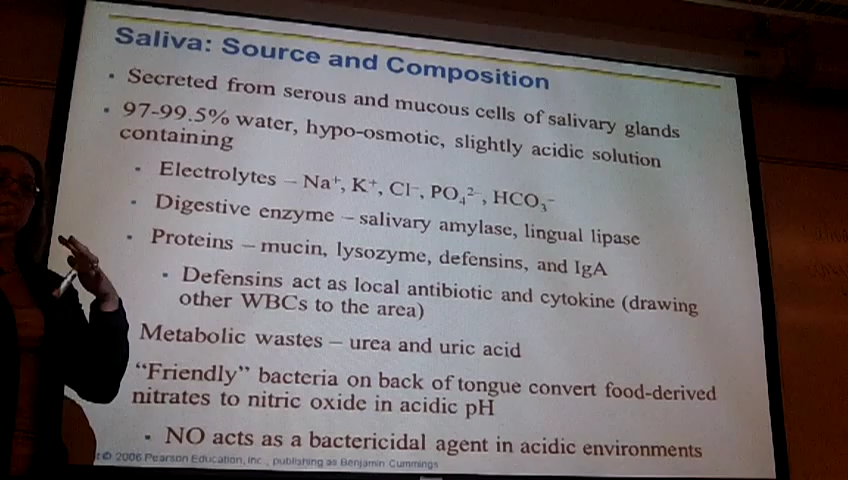 Saliva: Source and Composition
Secreted from serous and mucous cells of salivary glands
97-99.5% water, hypo-osmotic, slightly acidic solution
containing
Electrolytes – Na⁺, K⁺, Cl⁻, PO₄²⁻, HCO₃⁻
Digestive enzyme – salivary amylase, lingual lipase
Proteins – mucin, lysozyme, defensins, and IgA
Defensins act as local antibiotic and cytokine (drawing
other WBCs to the area)
Metabolic wastes – urea and uric acid
“Friendly” bacteria on back of tongue convert food-derived
nitrates to nitric oxide in acidic pH
NO acts as a bactericidal agent in acidic environments
t © 2006 Pearson Education, Inc., publishing as Benjamin Cummings